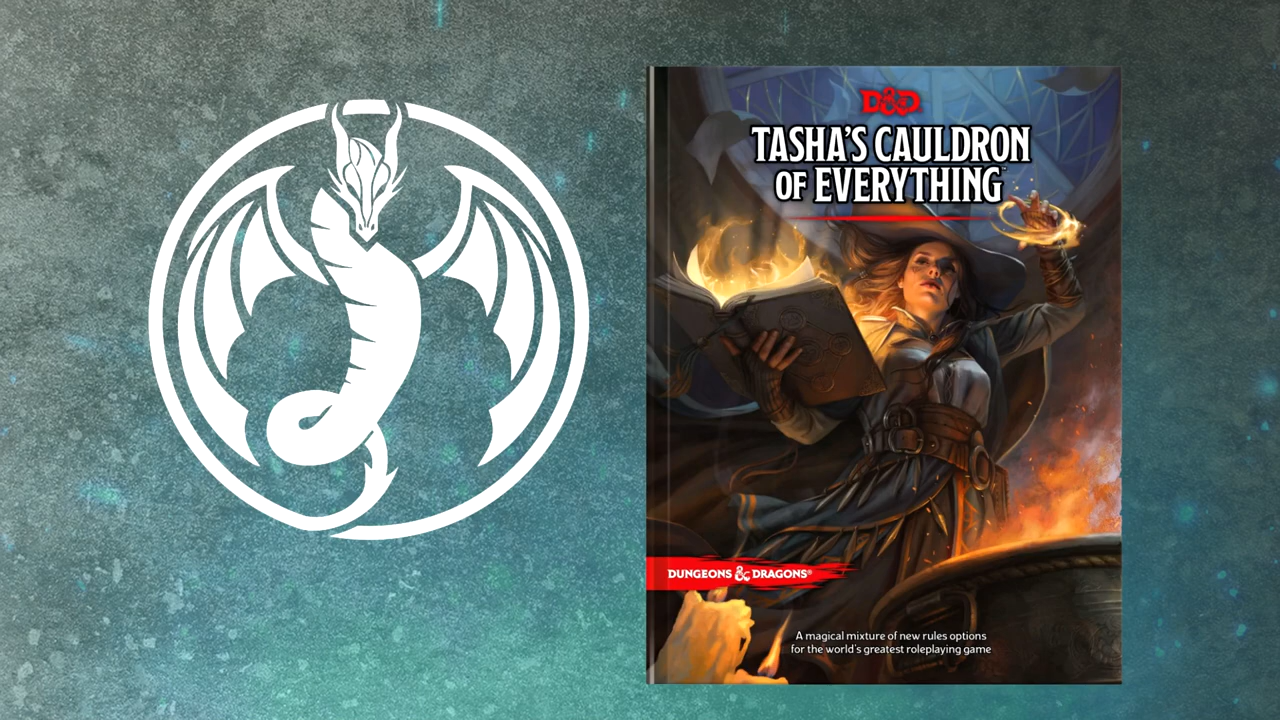 D&D
TASHA'S CAULDRON
OF EVERYTHING
DUNGEONS & DRAGONS®
A magical mixture of new rules options
for the world's greatest roleplaying game